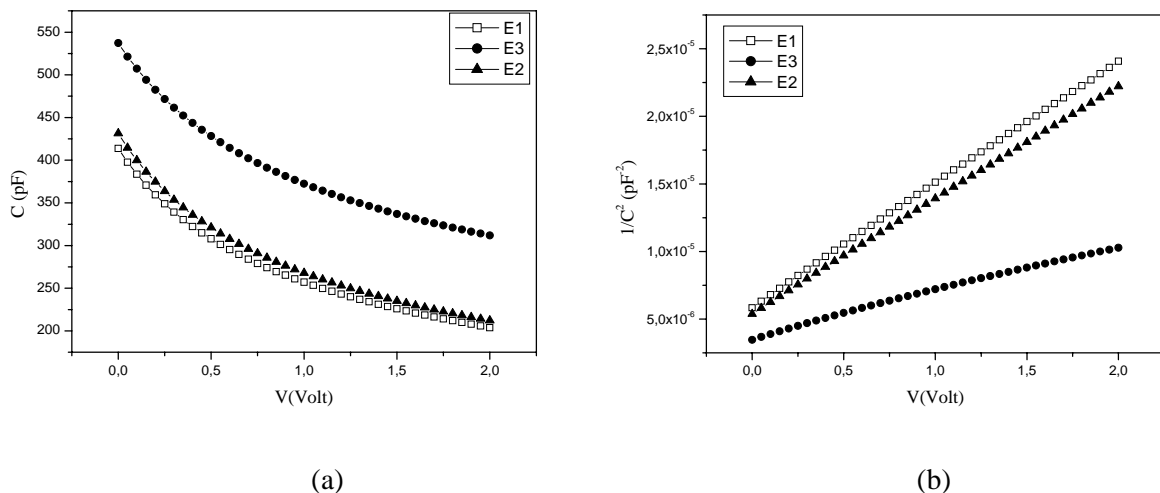 550
500
450
400
350
300
250
200
C (pF)
0,0 0,5 1,0 1,5 2,0
V(Volt)
E1
E3
E2
(a)
2,5x10-5
2,0x10-5
1,5x10-5
1,0x10-5
5,0x10-6
1/C2 (pF-2)
0,0 0,5 1,0 1,5 2,0
V(Volt)
E1
E3
E2
(b)